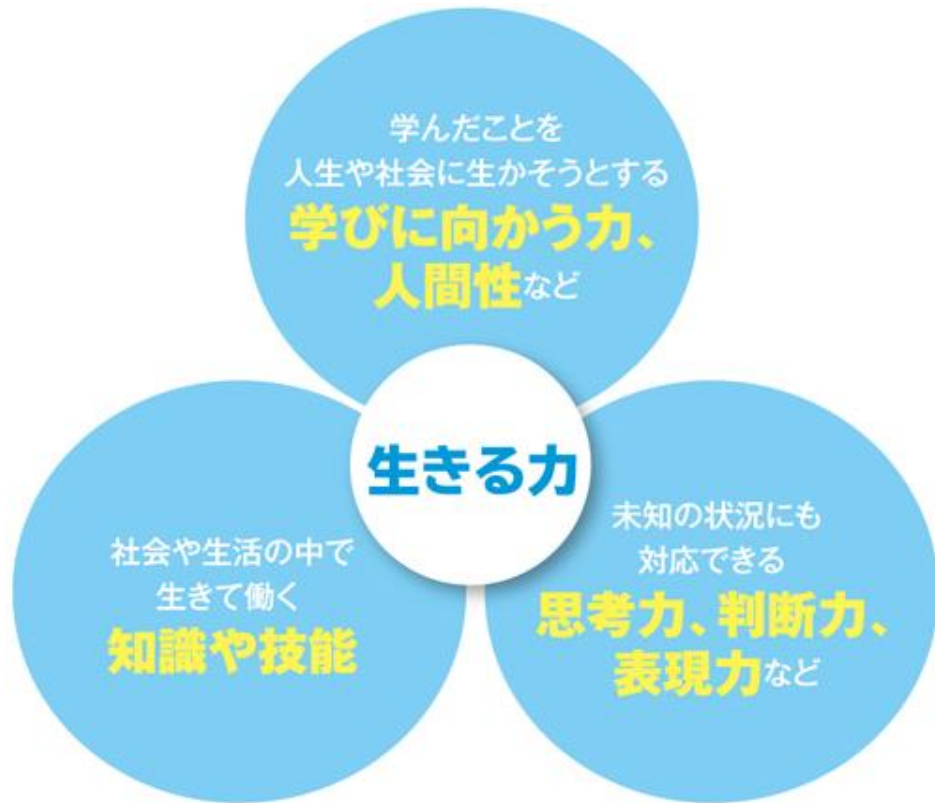 学んだことを
人生や社会に生かそうとする
学びに向かう力、
人間性など
生きる力
社会や生活の中で
生きて働く
知識や技能
未知の状況にも
対応できる
思考力、判断力、
表現力など